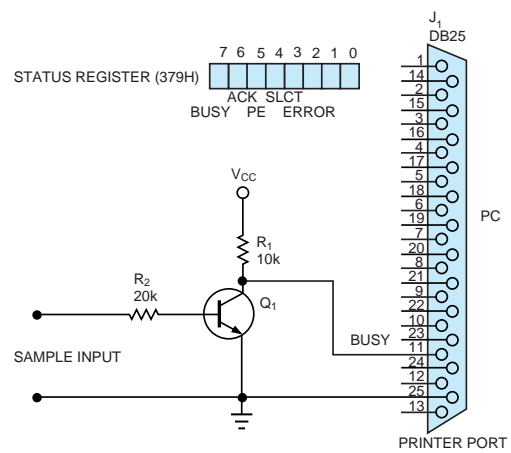 J1
DB25
7 6 5 4 3 2 1 0
STATUS REGISTER (379H)
ACK SLCT
BUSY PE ERROR
1
14
2
15
3
16
4
17
5
18
6
19
7
20
8
21
9
22
10
23
11
24
12
25
13
PC
VCC
R1
10k
R2
20k
Q1
BUSY
SAMPLE INPUT
PRINTER PORT